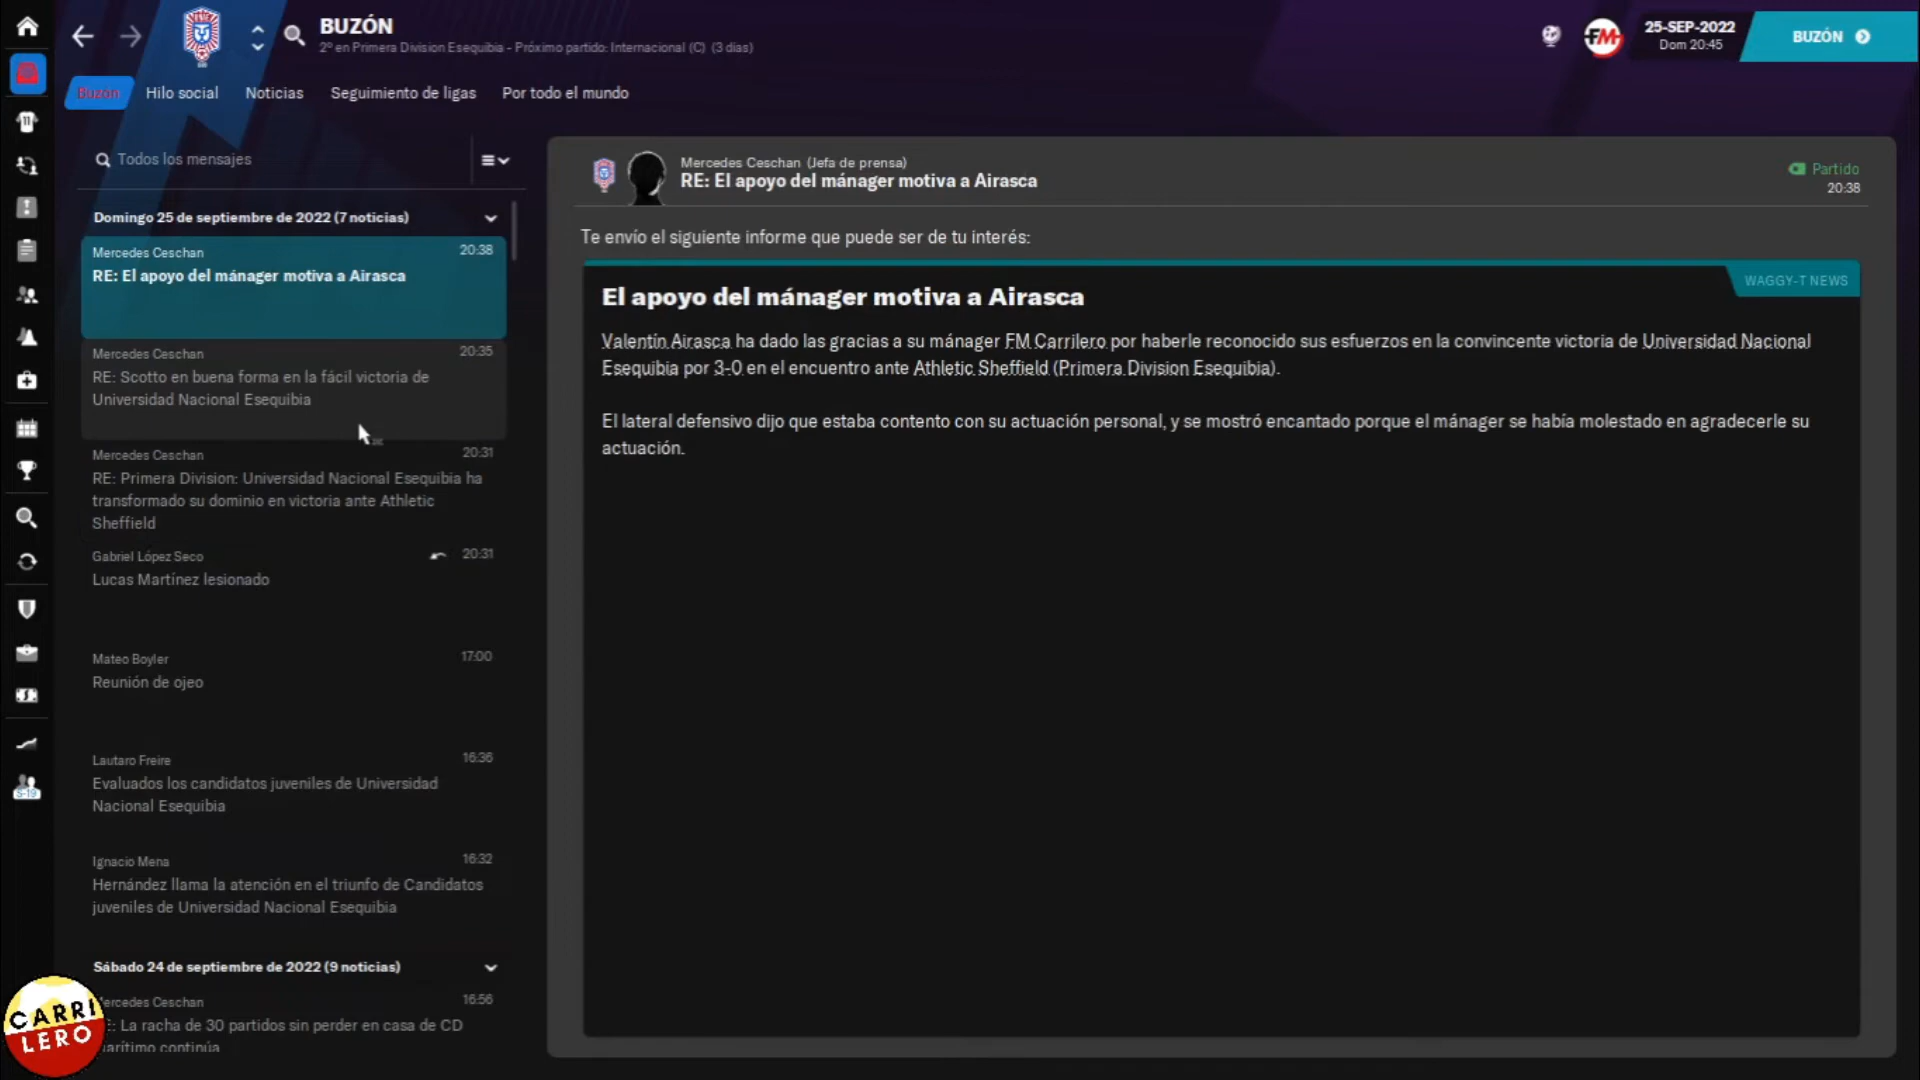 BUZÓN
2º en Primera Division Esequibia - Próximo partido: Internacional (C) (3 días)
FM
25-SEP-2022
Dom 20:45
BUZÓN
Buzón
Hilo social
Noticias
Seguimiento de ligas
Por todo el mundo
Todos los mensajes
Domingo 25 de septiembre de 2022 (7 noticias)
Mercedes Ceschan 20:38
RE: El apoyo del mánager motiva a Airasca
Mercedes Ceschan 20:35
RE: Scotto en buena forma en la fácil victoria de
Universidad Nacional Esequibia
Mercedes Ceschan 20:31
RE: Primera Division: Universidad Nacional Esequibia ha
transformado su dominio en victoria ante Athletic
Sheffield
Gabriel López Seco 20:31
Lucas Martínez lesionado
Mateo Boyler 17:00
Reunión de ojeo
Lautaro Freire 16:36
Evaluados los candidatos juveniles de Universidad
Nacional Esequibia
Ignacio Mena 16:32
Hernández llama la atención en el triunfo de Candidatos
juveniles de Universidad Nacional Esequibia
Sábado 24 de septiembre de 2022 (9 noticias)
ercedes Ceschan 16:56
: La racha de 30 partidos sin perder en casa de CD
arítimo continúa
S-19
CARRI
LERO
Mercedes Ceschan (Jefa de prensa)
RE: El apoyo del mánager motiva a Airasca
Partido
20:38
Te envío el siguiente informe que puede ser de tu interés:
WAGGY-T NEWS
El apoyo del mánager motiva a Airasca
Valentín Airasca ha dado las gracias a su mánager FM Carrilero por haberle reconocido sus esfuerzos en la convincente victoria de Universidad Nacional
Esequibia por 3-0 en el encuentro ante Athletic Sheffield (Primera Division Esequibia).
El lateral defensivo dijo que estaba contento con su actuación personal, y se mostró encantado porque el mánager se había molestado en agradecerle su
actuación.